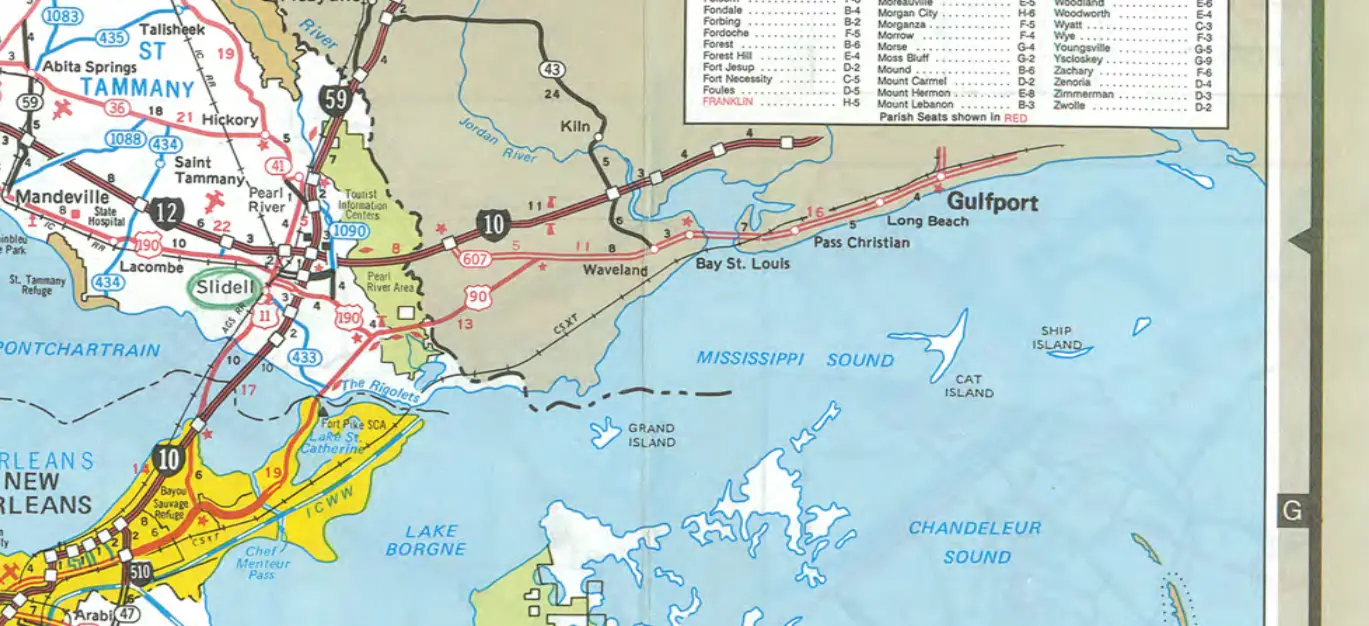 1083
435
Talisheek
ST
TAMMANY
19
Abita Springs
59
36
18
21
Hickory
1088
434
Saint
Tammany
41
Pearl
River
Mandeville
State
Hospital
12
22
190
Lacombe
St. Tammany
Refuge
434
Slidell
11
AGS RR
IC RR
River
59
43
24
Kiln
Jordan River
Tourist
Information
Centers
1090
Pearl
River Area
10
11
607
90
13
190
433
Waveland
Bay St. Louis
Pass Christian
Long Beach
Gulfport
16
CSXT
The Rigolets
PONTCHARTRAIN
17
10
NEW
Fort Pike SCA
Lake St.
Catherine
19
Bayou
Sauvage
Refuge
ICWW
CSXT
Chef
Menteur
Pass
510
Arabi
47
LAKE
BORGNE
GRAND
ISLAND
MISSISSIPPI SOUND
CAT
ISLAND
SHIP
ISLAND
CHANDELEUR
SOUND
G
Fondale B-4
Forbing B-2
Fordoche F-5
Forest B-6
Forest Hill E-4
Fort Jesup D-2
Fort Necessity C-5
Foules D-5
FRANKLIN H-5
Moreauville E-5
Morgan City H-6
Morganza F-5
Morrow F-4
Morse G-4
Moss Bluff G-2
Mound B-6
Mount Carmel D-2
Mount Hermon E-8
Mount Lebanon B-3
Woodland E-6
Woodworth E-4
Wyatt C-3
Wye F-3
Youngsville G-5
Yscloskey G-9
Zachary F-6
Zenoria D-4
Zimmerman D-3
Zwolle D-2
Parish Seats shown in RED